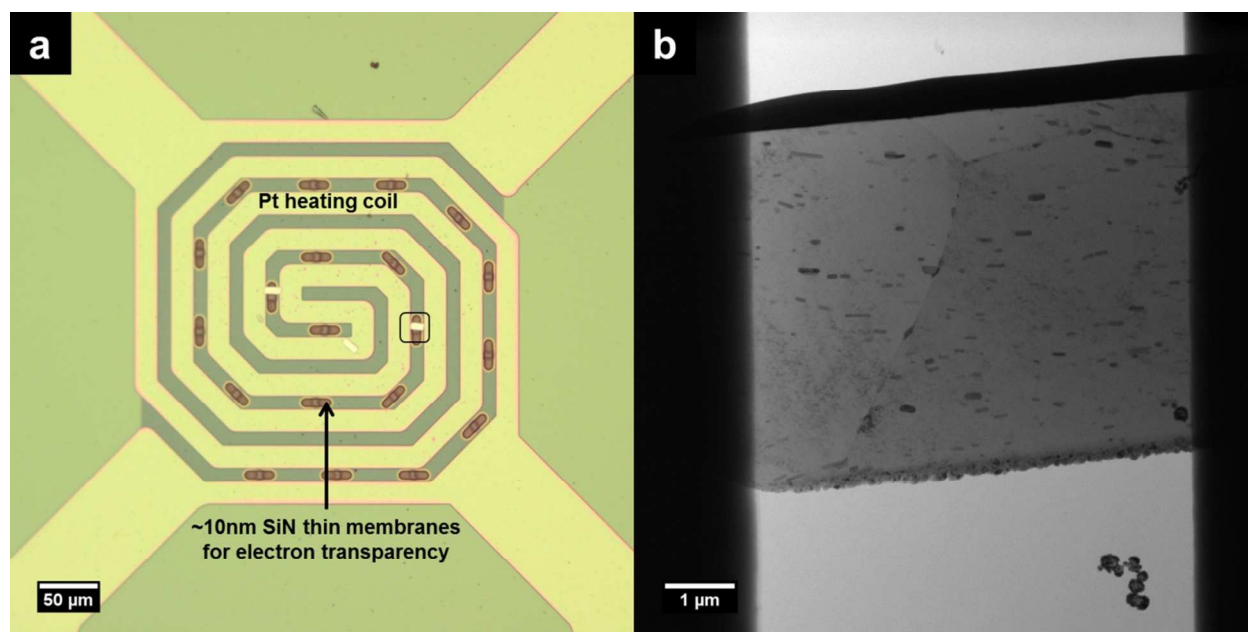 a
Pt heating coil
~10nm SiN thin membranes
for electron transparency
50 µm
b
1 µm